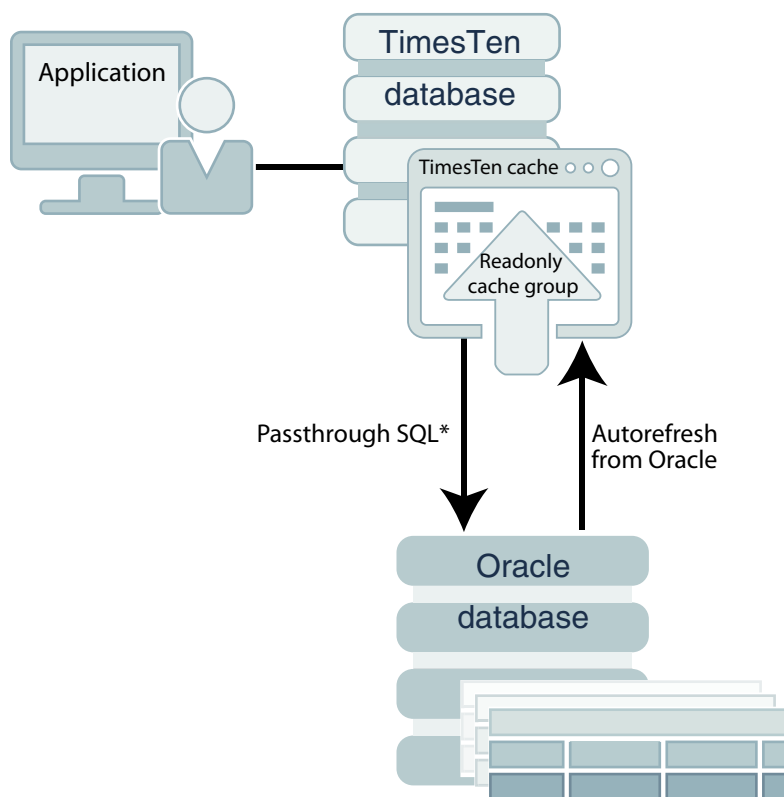 Application
TimesTen
database
TimesTen cache
Readonly
cache group
Passthrough SQL*
Autorefresh
from Oracle
Oracle
database